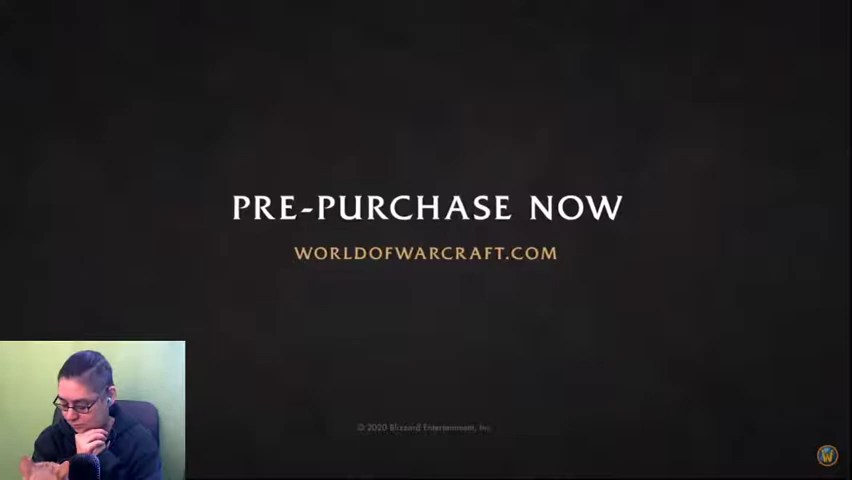 PRE-PURCHASE NOW
WORLDOFWARCRAFT.COM
© 2020 Blizzard Entertainment, Inc.
W